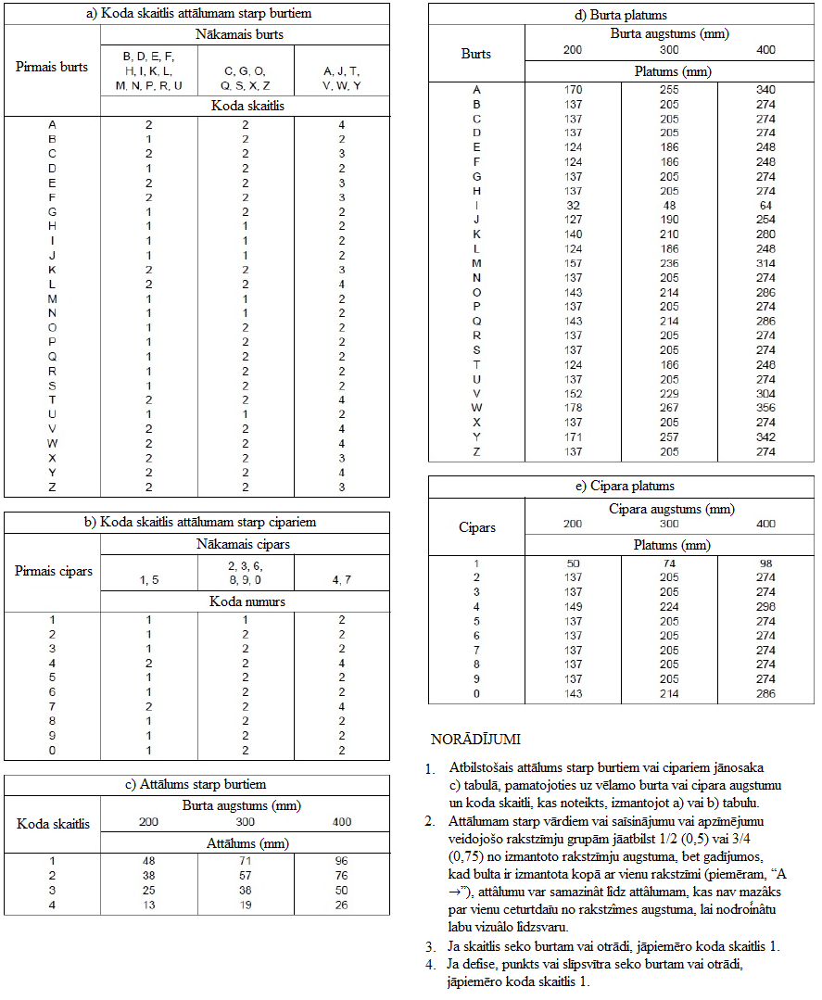 a) Koda skaitlis attālumam starp burtiem
Pirmais burts
Nākamais burts
B, D, E, F,
H, I, K, L,
M, N, P, R, U
C, G, O,
Q, S, X, Z
A, J, T,
V, W, Y
Koda skaitlis
A 2 2 4
B 1 2 2
C 2 2 3
D 1 2 2
E 2 2 3
F 2 2 3
G 1 2 2
H 1 1 2
I 1 1 2
J 1 1 2
K 2 2 3
L 2 2 4
M 1 1 2
N 1 1 2
O 1 2 2
P 1 2 2
Q 1 2 2
R 1 2 2
S 1 2 2
T 2 2 4
U 1 1 2
V 2 2 4
W 2 2 4
X 2 2 3
Y 2 2 4
Z 2 2 3
b) Koda skaitlis attālumam starp cipariem
Pirmais cipars
Nākamais cipars
1, 5
2, 3, 6,
8, 9, 0
4, 7
Koda numurs
1 1 1 2
2 1 2 2
3 1 2 2
4 2 2 4
5 1 2 2
6 1 2 2
7 2 2 4
8 1 2 2
9 1 2 2
0 1 2 2
c) Attālums starp burtiem
Koda skaitlis
Burta augstums (mm)
200 300 400
Attālums (mm)
1 48 71 96
2 38 57 76
3 25 38 50
4 13 19 26
d) Burta platums
Burts
Burta augstums (mm)
200 300 400
Platums (mm)
A 170 255 340
B 137 205 274
C 137 205 274
D 137 205 274
E 124 186 248
F 124 186 248
G 137 205 274
H 137 205 274
I 32 48 64
J 127 190 254
K 140 210 280
L 124 186 248
M 157 236 314
N 137 205 274
O 143 214 286
P 137 205 274
Q 143 214 286
R 137 205 274
S 137 205 274
T 124 186 248
U 137 205 274
V 152 229 304
W 178 267 356
X 137 205 274
Y 171 257 342
Z 137 205 274
e) Cipara platums
Cipars
Cipara augstums (mm)
200 300 400
Platums (mm)
1 50 74 98
2 137 205 274
3 137 205 274
4 149 224 298
5 137 205 274
6 137 205 274
7 137 205 274
8 137 205 274
9 137 205 274
0 143 214 286
NORĀDĪJUMI
1. Atbilstošais attālums starp burtiem vai cipariem jānosaka
c) tabulā, pamatojoties uz vēlamo burta vai cipara augstumu
un koda skaitli, kas noteikts, izmantojot a) vai b) tabulu.
2. Attālumam starp vārdiem vai saīsinājumu vai apzīmējumu
veidojošo rakstzīmju grupām jāatbilst 1/2 (0,5) vai 3/4
(0,75) no izmantoto rakstzīmju augstuma, bet gadījumos,
kad bulta ir izmantota kopā ar vienu rakstzīmi (piemēram, “A
→”), attālumu var samazināt līdz attālumam, kas nav mazāks
par vienu ceturtdaīu no rakstzīmes augstuma, lai nodroínātu
labu vizuālo līdzsvaru.
3. Ja skaitlis seko burtam vai otrādi, jāpiemēro koda skaitlis 1.
4. Ja defise, punkts vai slīpsvītra seko burtam vai otrādi,
jāpiemēro koda skaitlis 1.